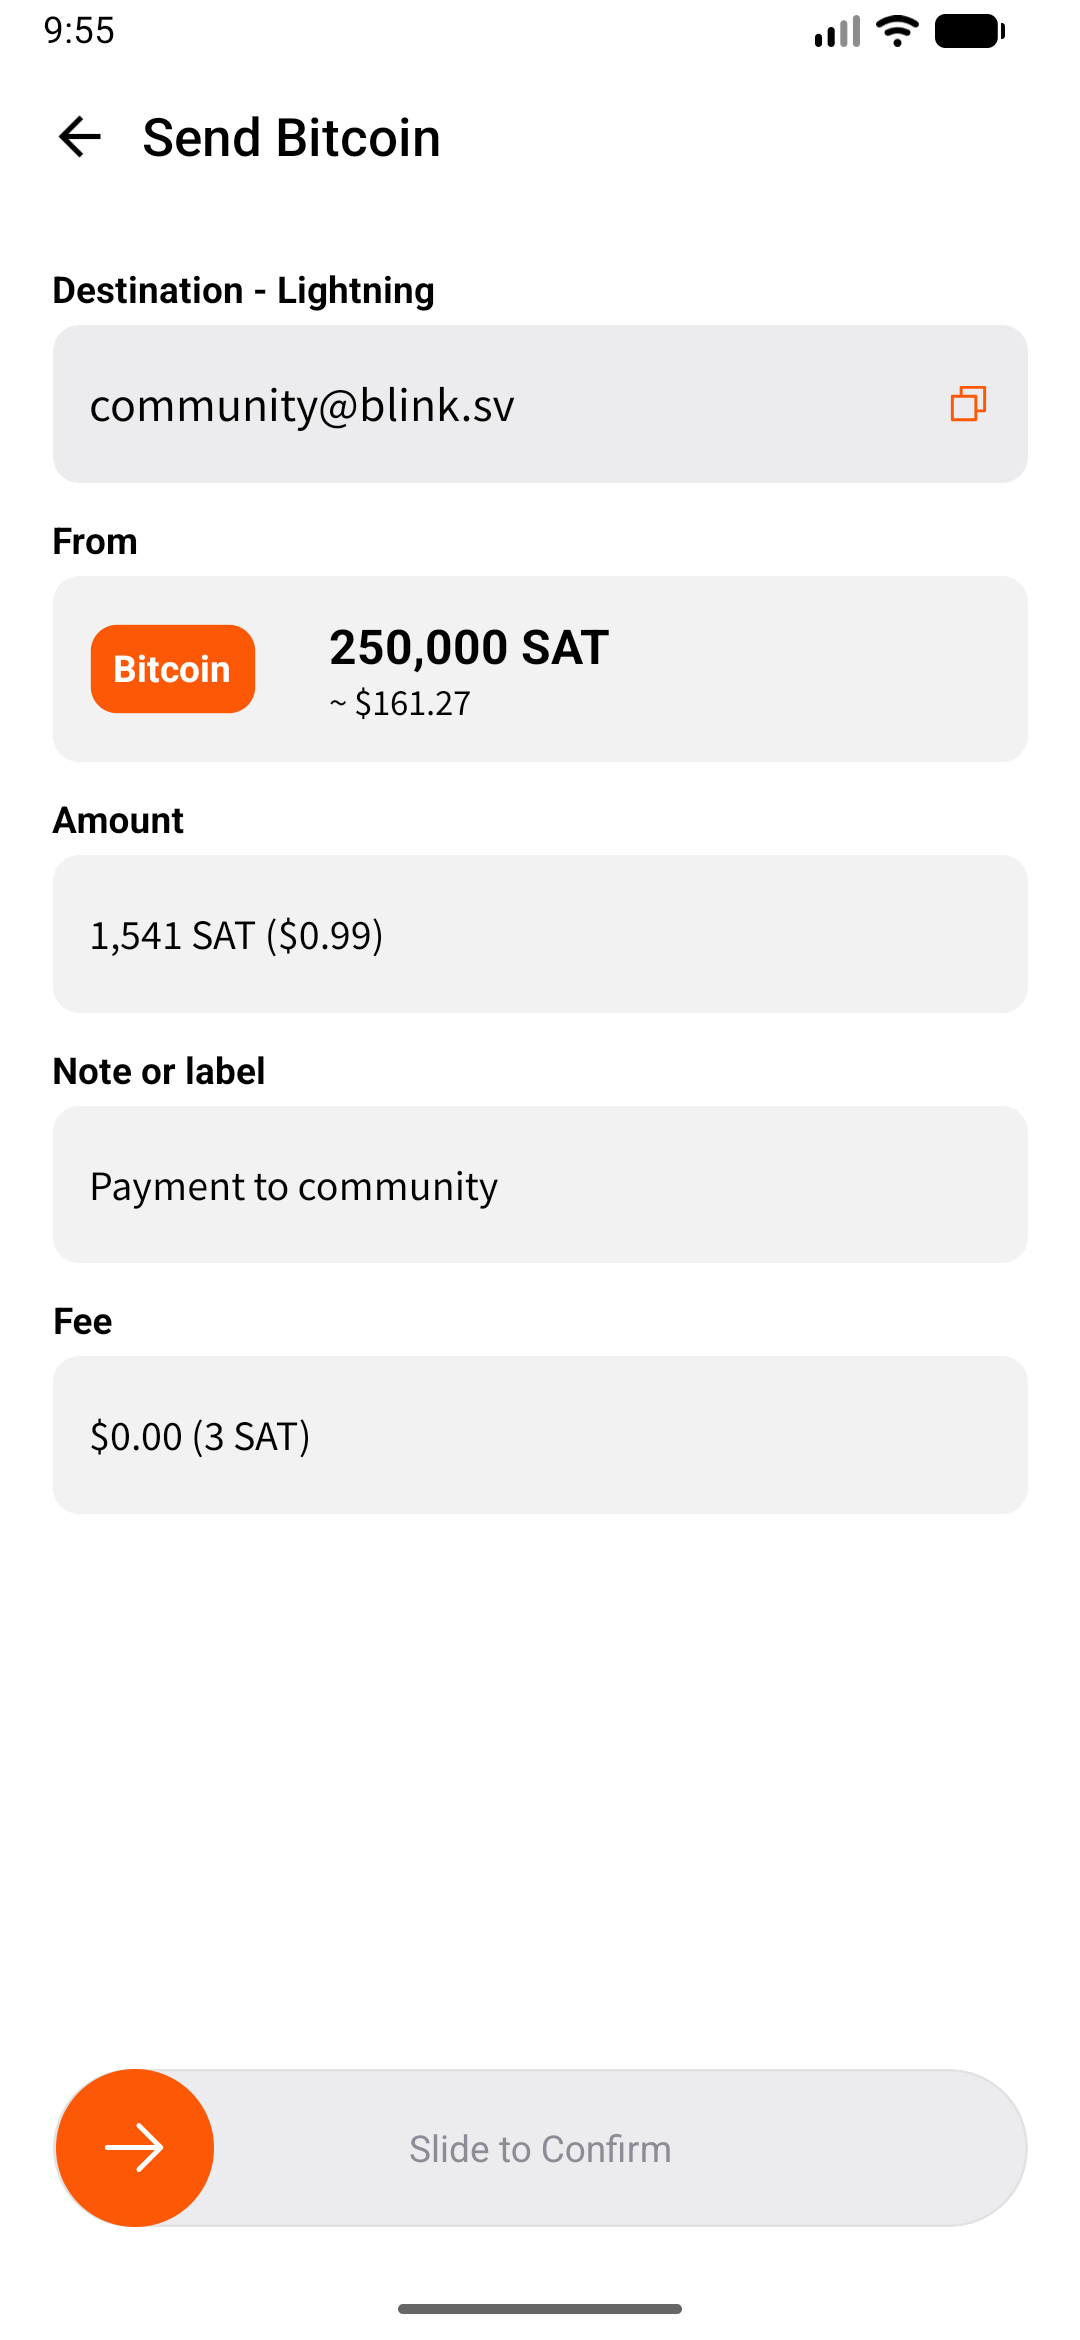 9:55
Send Bitcoin
Destination - Lightning
community@blink.sv
From
Bitcoin
250,000 SAT
~ $161.27
Amount
1,541 SAT ($0.99)
Note or label
Payment to community
Fee
$0.00 (3 SAT)
Slide to Confirm